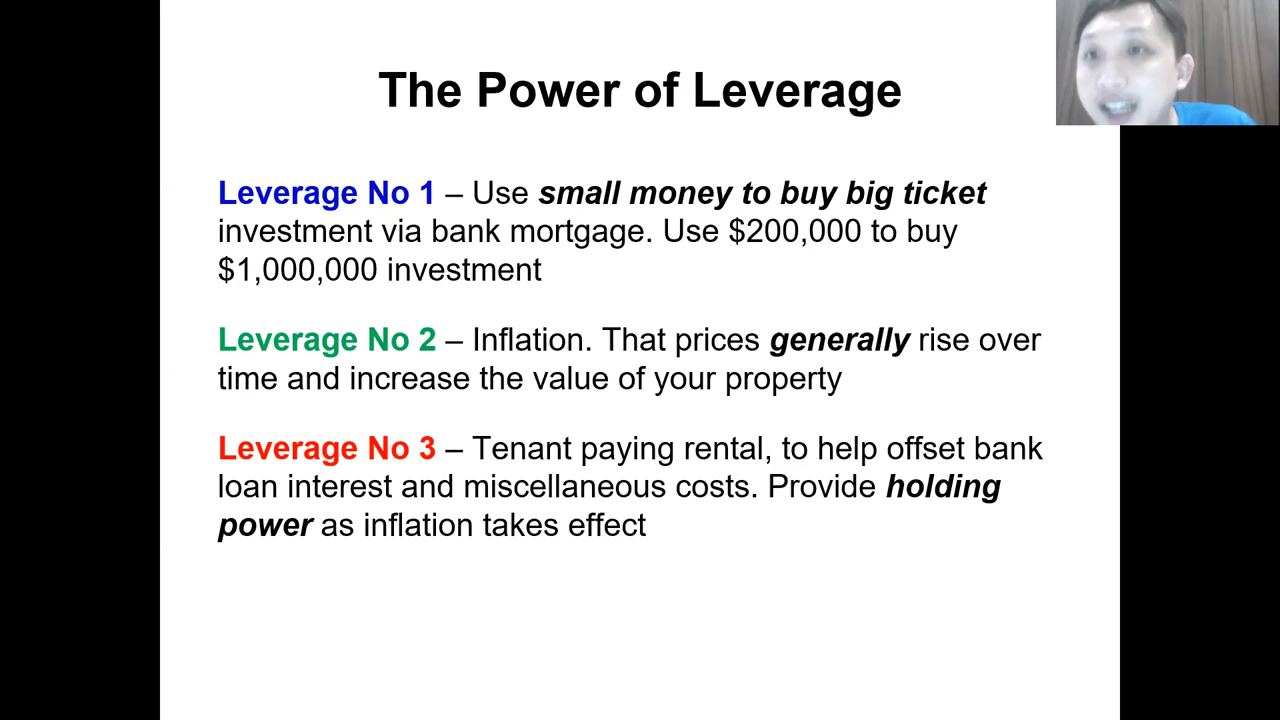 The Power of Leverage
Leverage No 1 – Use small money to buy big ticket
investment via bank mortgage. Use $200,000 to buy
$1,000,000 investment
Leverage No 2 – Inflation. That prices generally rise over
time and increase the value of your property
Leverage No 3 – Tenant paying rental, to help offset bank
loan interest and miscellaneous costs. Provide holding
power as inflation takes effect